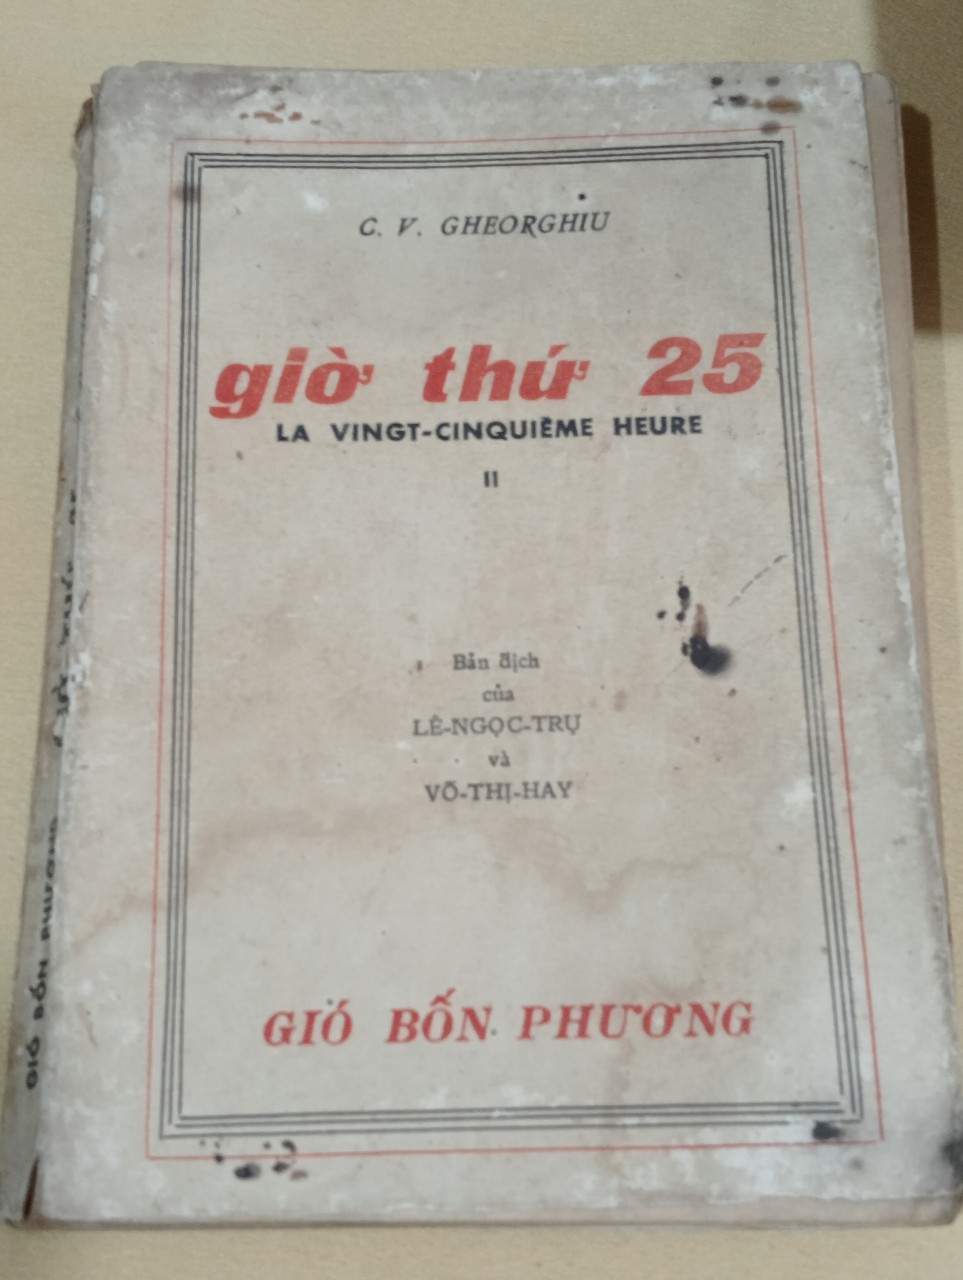 C. V. GHEORGHIU
giờ thứ 25
LA VINGT-CINQUIÈME HEURE
II
Bản dịch
của
LÊ-NGỌC-TRỤ
và
VÕ-THỊ-HAY
GIÓ BỐN PHƯƠNG
GIÓ BỐN PHƯƠNG